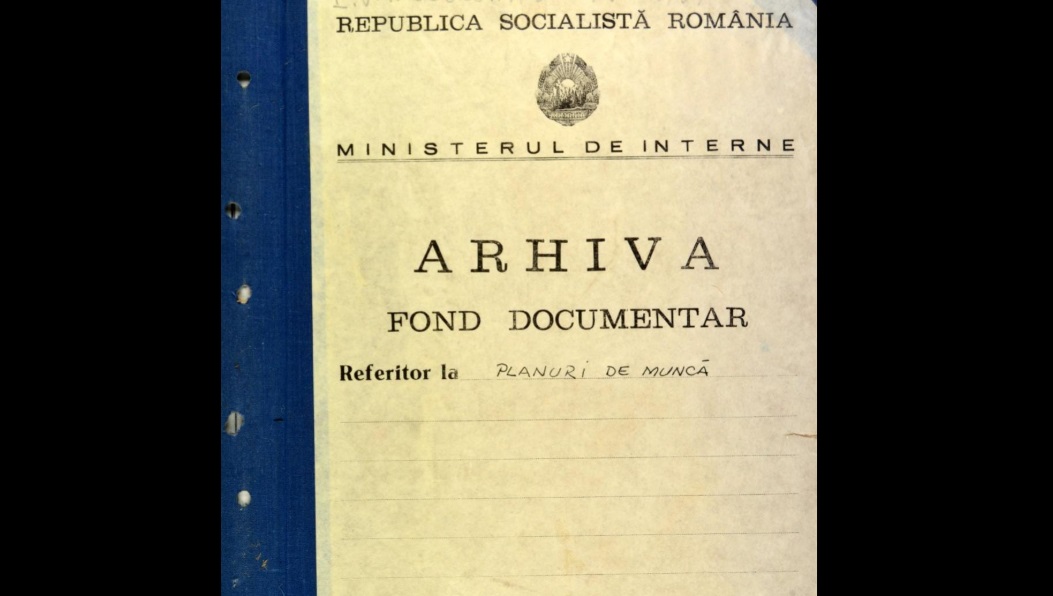 REPUBLICA SOCIALISTĂ ROMÂNIA
MINISTERUL DE INTERNE
ARHIVA
FOND DOCUMENTAR
Referitor la PLANURI DE MUNCĂ